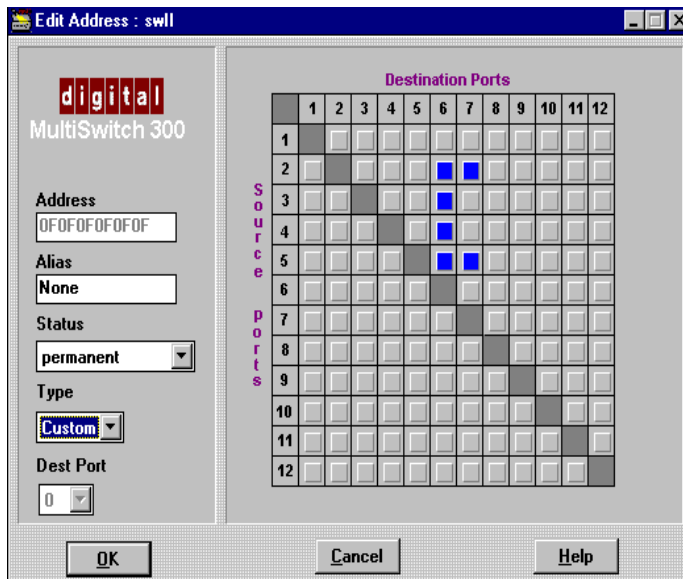 Edit Address : swll
digital
MultiSwitch 300
Address
0F0F0F0F0F0F
Alias
None
Status
permanent
Type
Custom
Dest Port
0
Destination Ports
1 2 3 4 5 6 7 8 9 10 11 12
Source ports
1
2
3
4
5
6
7
8
9
10
11
12
OK
Cancel
Help